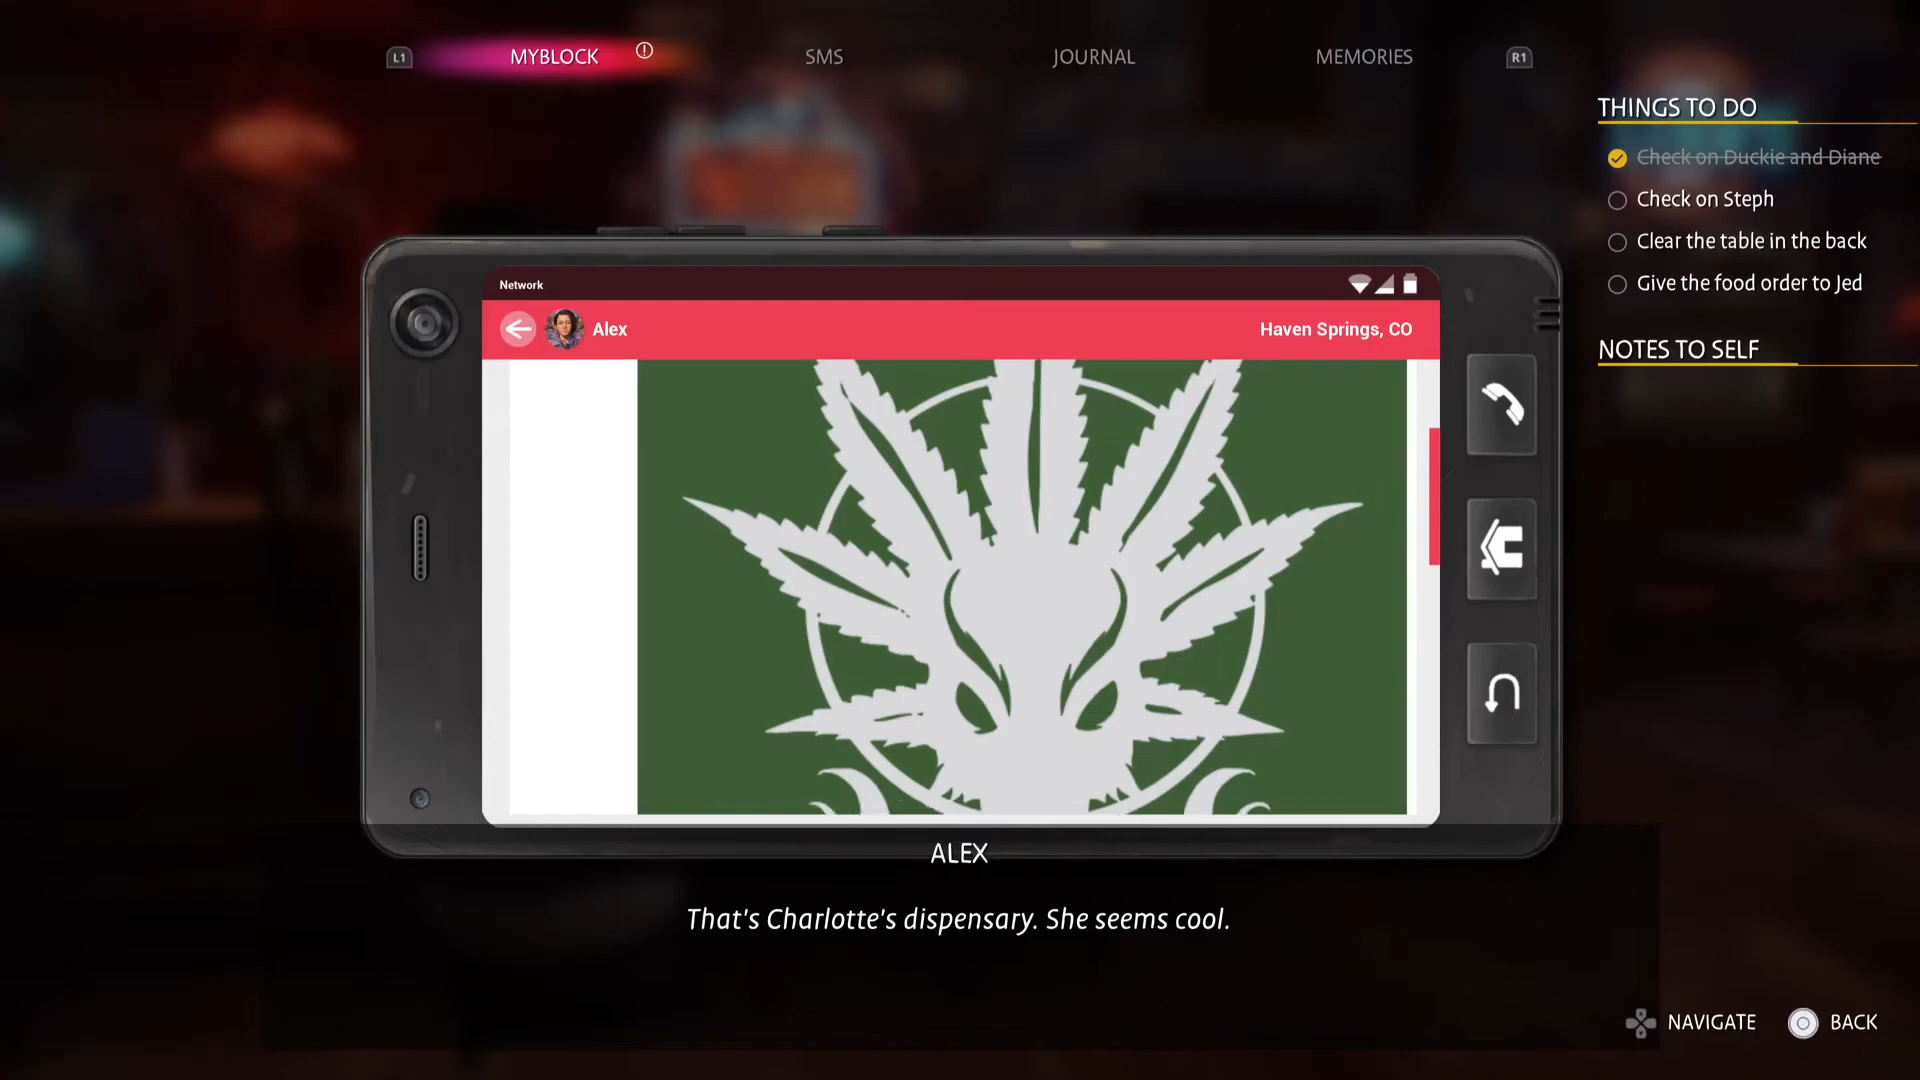 L1
MYBLOCK
SMS
JOURNAL
MEMORIES
R1
THINGS TO DO
Check on Duckie and Diane
Check on Steph
Clear the table in the back
Give the food order to Jed
NOTES TO SELF
Network
Alex
Haven Springs, CO
ALEX
That's Charlotte's dispensary. She seems cool.
NAVIGATE
BACK